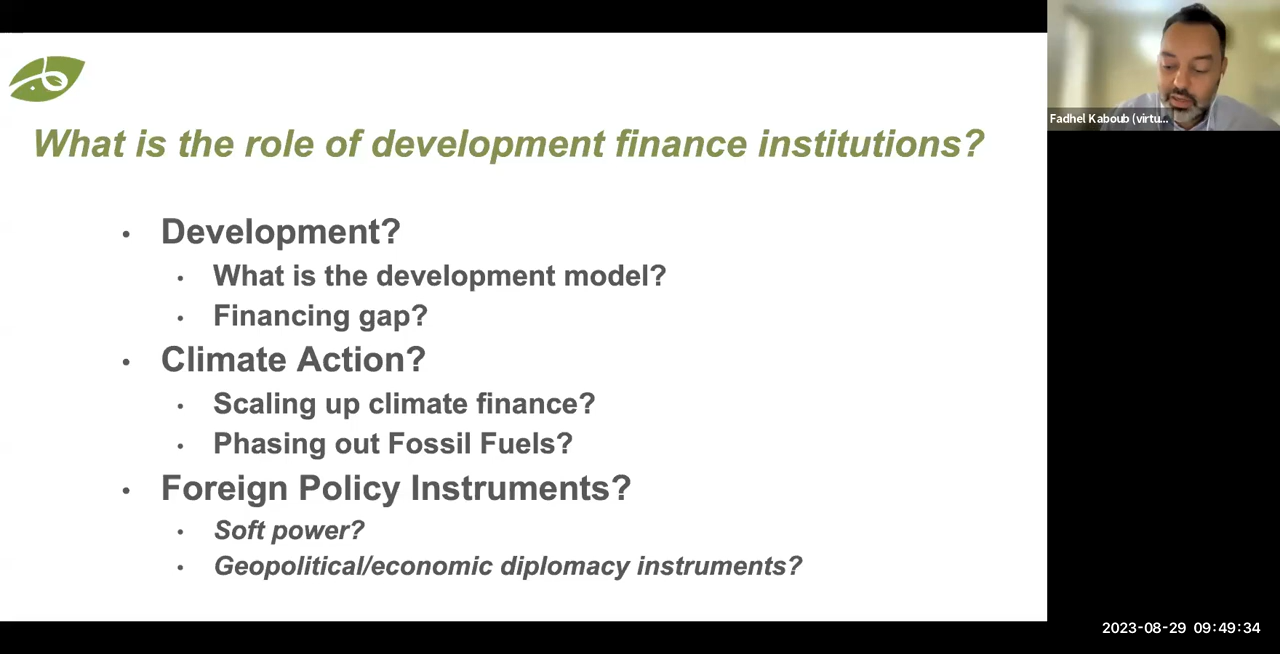 What is the role of development finance institutions?
• Development?
• What is the development model?
• Financing gap?
• Climate Action?
• Scaling up climate finance?
• Phasing out Fossil Fuels?
• Foreign Policy Instruments?
• Soft power?
• Geopolitical/economic diplomacy instruments?
Fadhel Kaboub (virtu...
2023-08-29 09:49:34